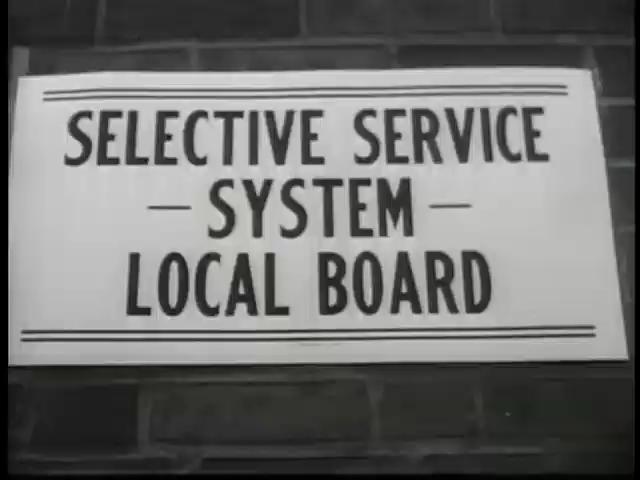 SELECTIVE SERVICE
— SYSTEM —
LOCAL BOARD